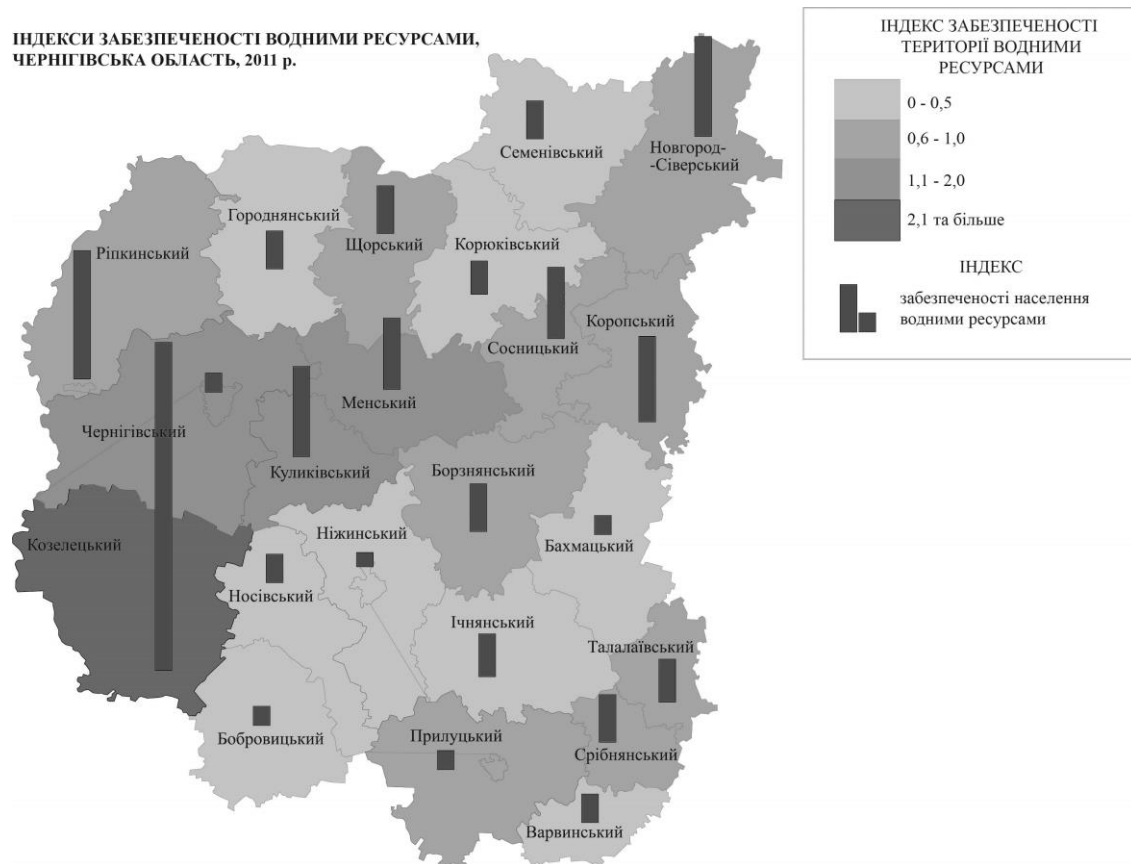 ІНДЕКСИ ЗАБЕЗПЕЧЕНОСТІ ВОДНИМИ РЕСУРСАМИ,
ЧЕРНІГІВСЬКА ОБЛАСТЬ, 2011 р.
ІНДЕКС ЗАБЕЗПЕЧЕНОСТІ
ТЕРИТОРІЇ ВОДНИМИ
РЕСУРСАМИ
0 - 0,5
0,6 - 1,0
1,1 - 2,0
2,1 та більше
ІНДЕКС
забезпеченості населення
водними ресурсами
Семенівський
Новгород-
-Сіверський
Городнянський
Щорський
Корюківський
Ріпкинський
Коропський
Сосницький
Менський
Чернігівський
Куликівський
Борзнянський
Козелецький
Ніжинський
Бахмацький
Носівський
Ічнянський
Талалаївський
Бобровицький
Прилуцький
Срібнянський
Варвинський